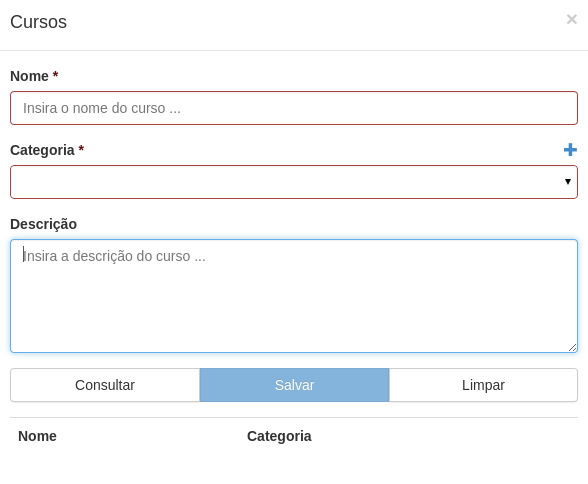 Cursos ×
Nome *
Insira o nome do curso ...
Categoria *
Descrição
Insira a descrição do curso ...
Consultar Salvar Limpar
Nome Categoria